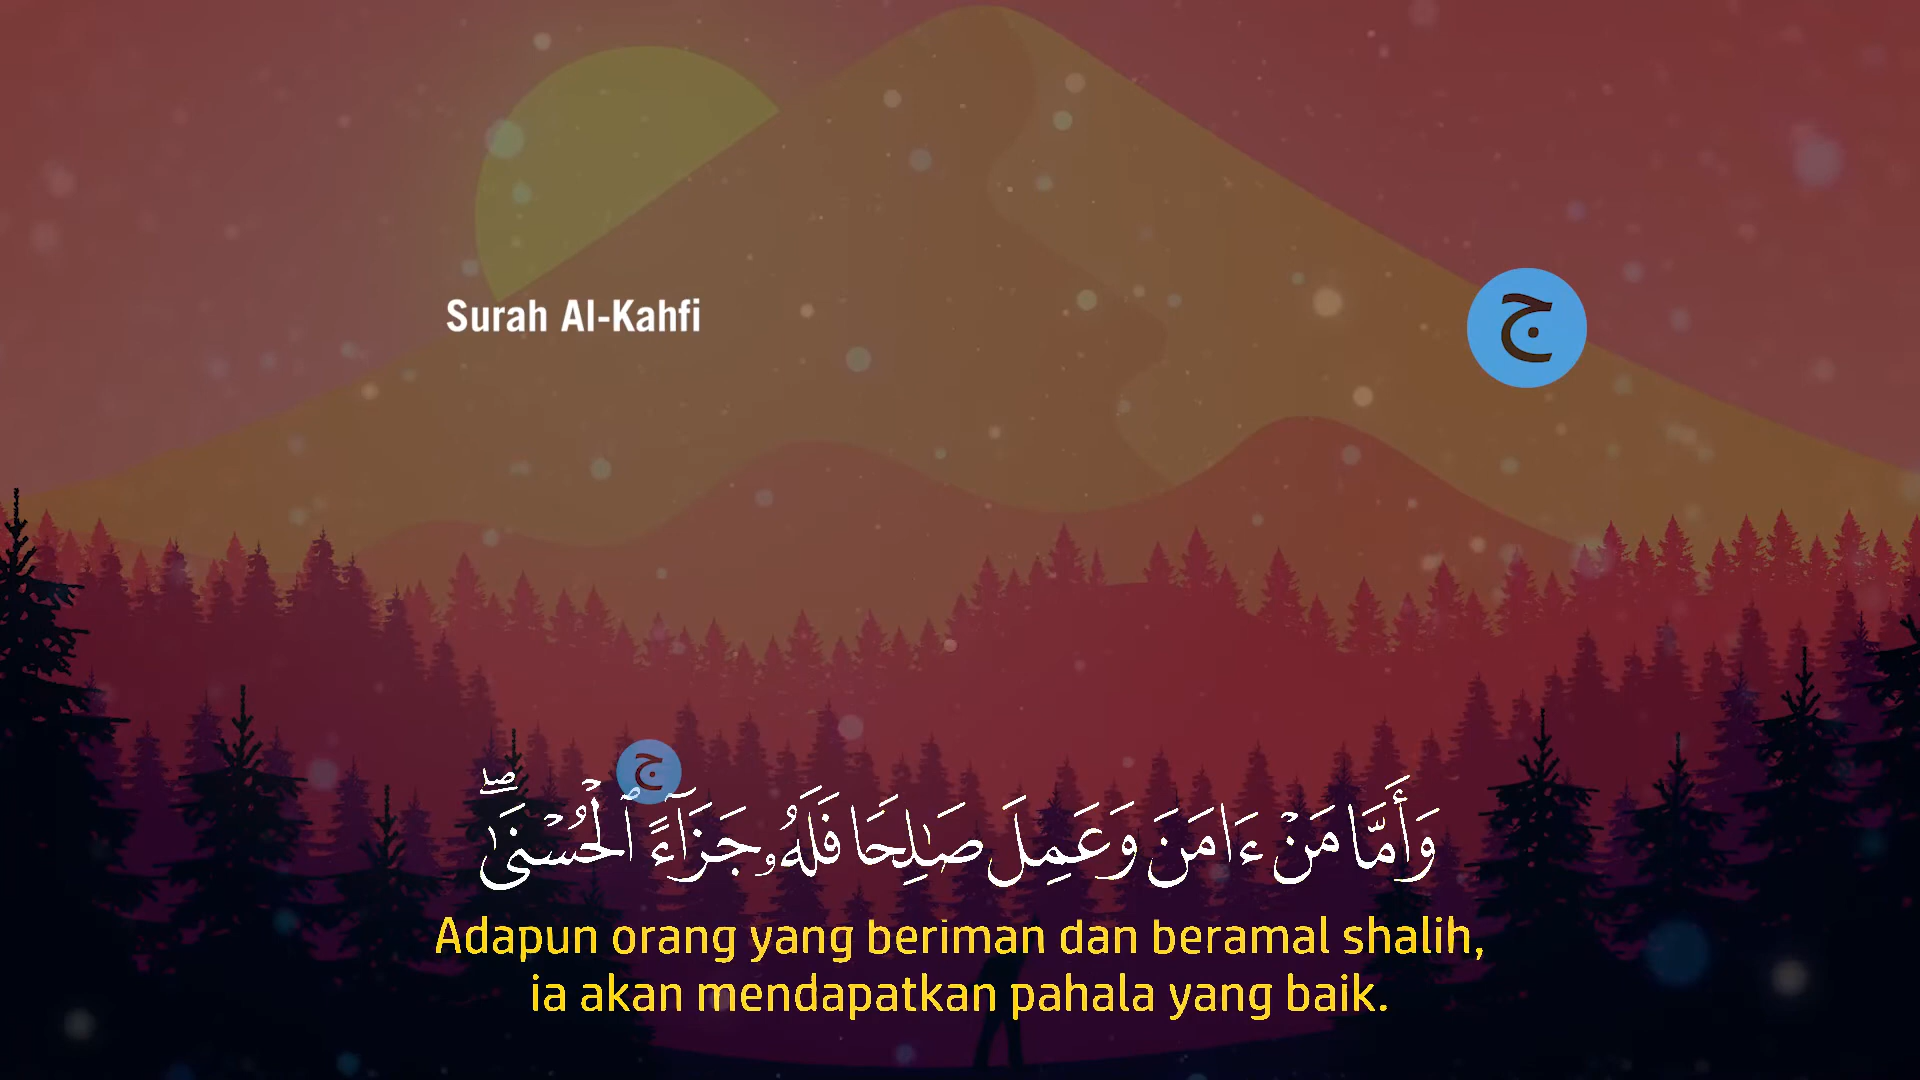 Surah Al-Kahfi
ج
ج
وَأَمَّا مَنْ ءَامَنَ وَعَمِلَ صَـٰلِحًا فَلَهُۥ جَزَآءً ٱلْحُسْنَىٰ ۖ
Adapun orang yang beriman dan beramal shalih,
ia akan mendapatkan pahala yang baik.